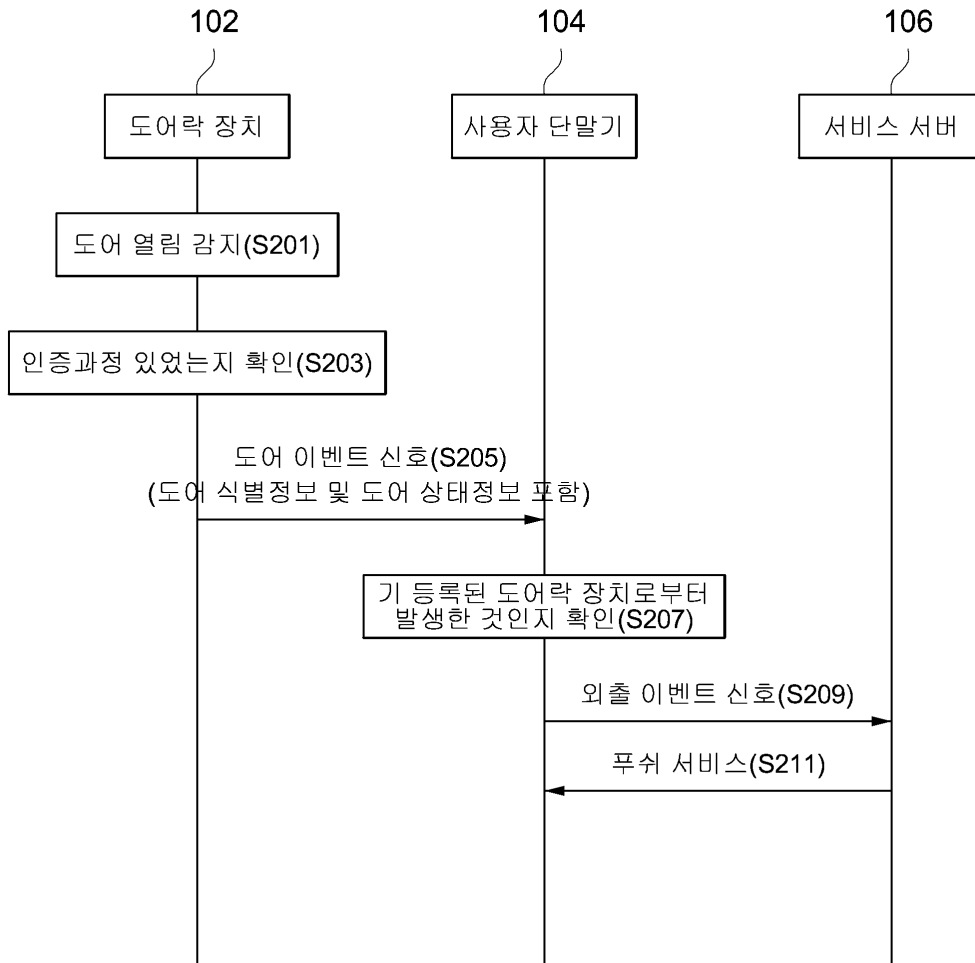 102
104
106
도어락 장치
사용자 단말기
서비스 서버
도어 열림 감지(S201)
인증과정 있었는지 확인(S203)
도어 이벤트 신호(S205)
(도어 식별정보 및 도어 상태정보 포함)
기 등록된 도어락 장치로부터
발생한 것인지 확인(S207)
외출 이벤트 신호(S209)
푸쉬 서비스(S211)